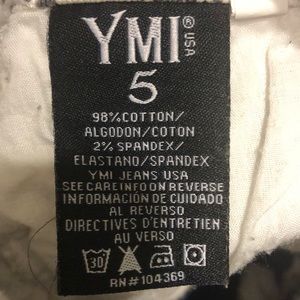 YMI® USA
5
98% COTTON/
ALGODON/COTON
2% SPANDEX/
ELASTANO/SPANDEX
YMI JEANS USA
SEE CARE INFO ON REVERSE
INFORMACIÓN DE CUIDADO
AL REVERSO
DIRECTIVES D'ENTRETIEN
AU VERSO
30
RN#104369